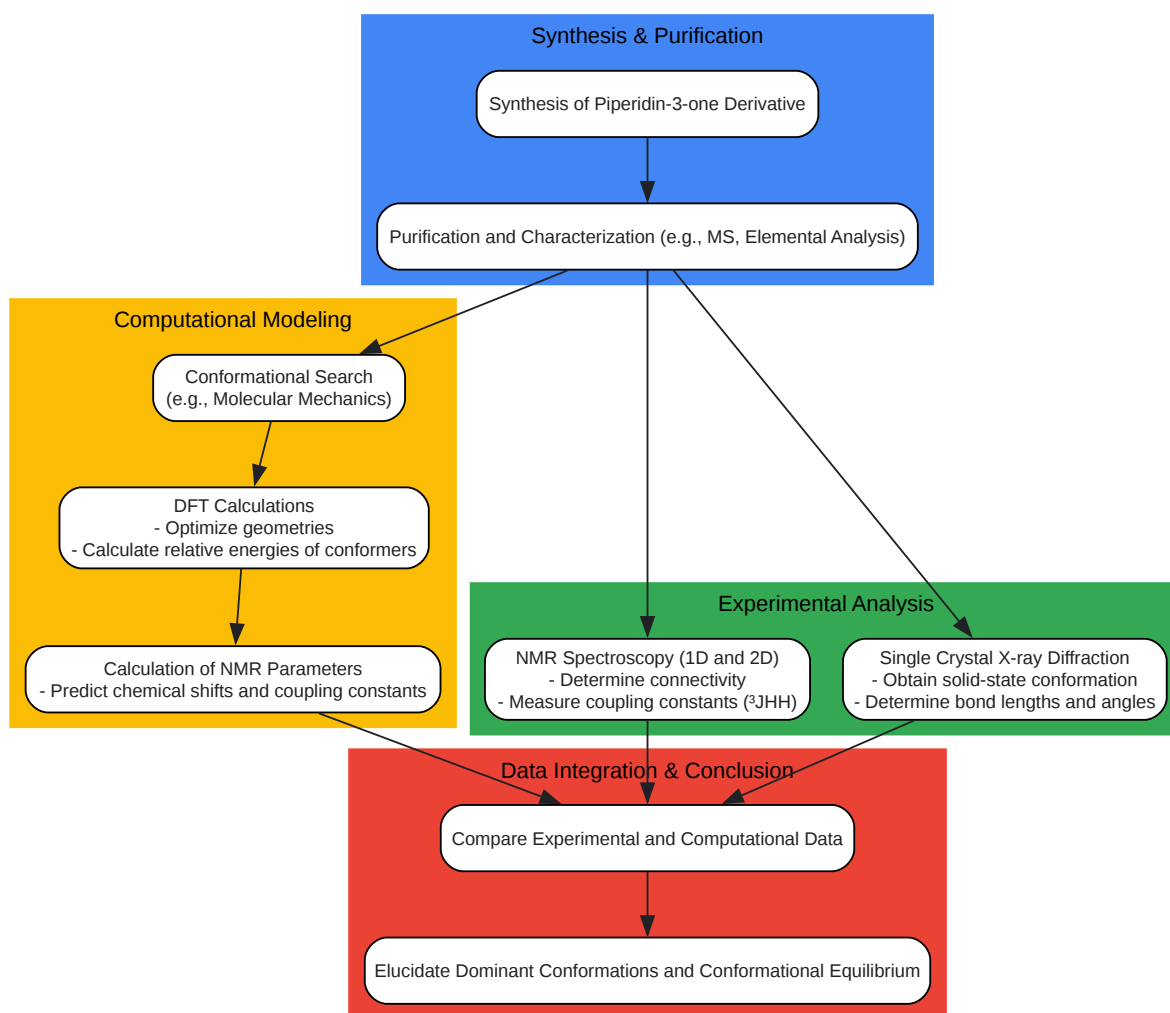 Synthesis & Purification
Synthesis of Piperidin-3-one Derivative
Purification and Characterization (e.g., MS, Elemental Analysis)
Computational Modeling
Conformational Search
(e.g., Molecular Mechanics)
DFT Calculations
- Optimize geometries
- Calculate relative energies of conformers
Calculation of NMR Parameters
- Predict chemical shifts and coupling constants
Experimental Analysis
NMR Spectroscopy (1D and 2D)
- Determine connectivity
- Measure coupling constants (³JHH)
Single Crystal X-ray Diffraction
- Obtain solid-state conformation
- Determine bond lengths and angles
Data Integration & Conclusion
Compare Experimental and Computational Data
Elucidate Dominant Conformations and Conformational Equilibrium